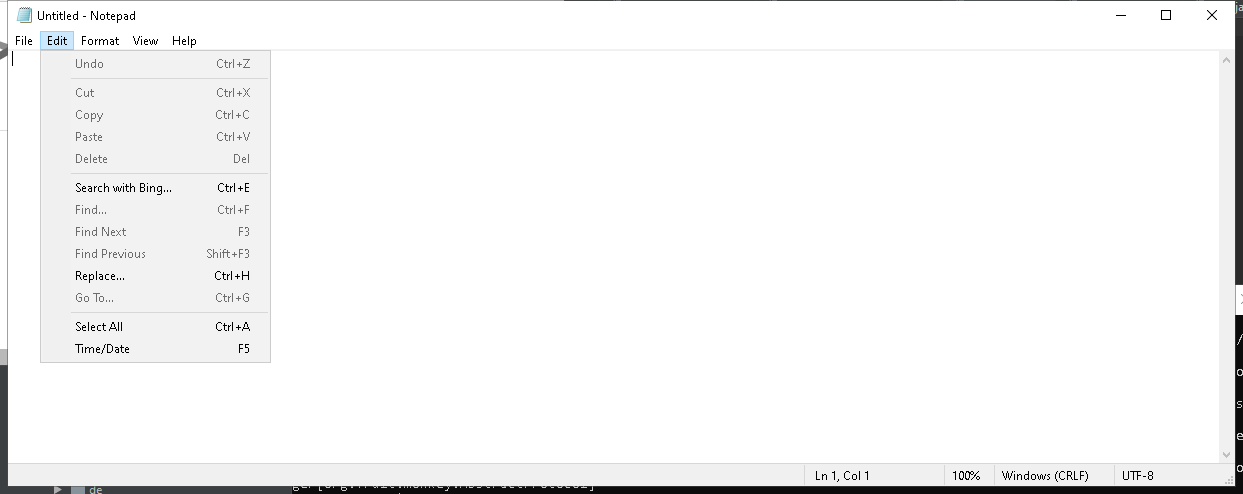 Untitled - Notepad
File Edit Format View Help
Undo Ctrl+Z
Cut Ctrl+X
Copy Ctrl+C
Paste Ctrl+V
Delete Del
Search with Bing... Ctrl+E
Find... Ctrl+F
Find Next F3
Find Previous Shift+F3
Replace... Ctrl+H
Go To... Ctrl+G
Select All Ctrl+A
Time/Date F5
Ln 1, Col 1 100% Windows (CRLF) UTF-8
de